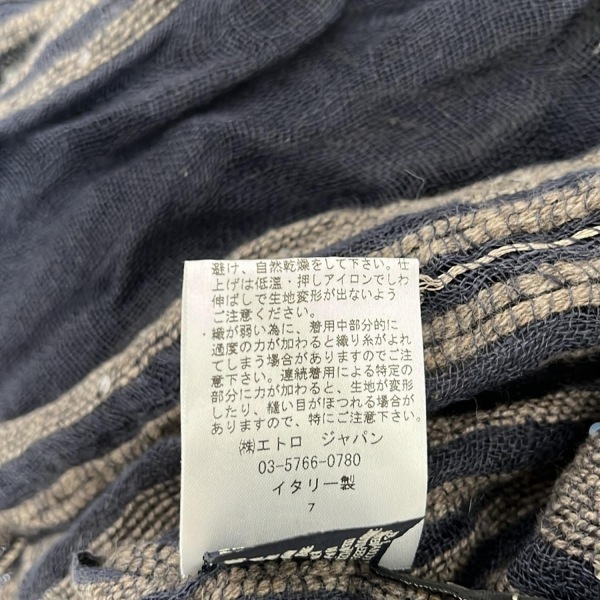 避け、自然乾燥をして下さい。仕
上げは低温・押しアイロンでしわ
伸ばしで生地変形が出ないよう
ご注意ください。
・織が弱い為に、着用中部分的に
過度の力が加わると織り糸がよれ
てしまう場合がありますのでご注
意下さい。連続着用による特定の
部分に力が加わると、生地が変形
したり、縫い目がほつれる場合が
ありますので、特にご注意下さい。
㈱エトロ ジャパン
03-5766-0780
イタリー製
7